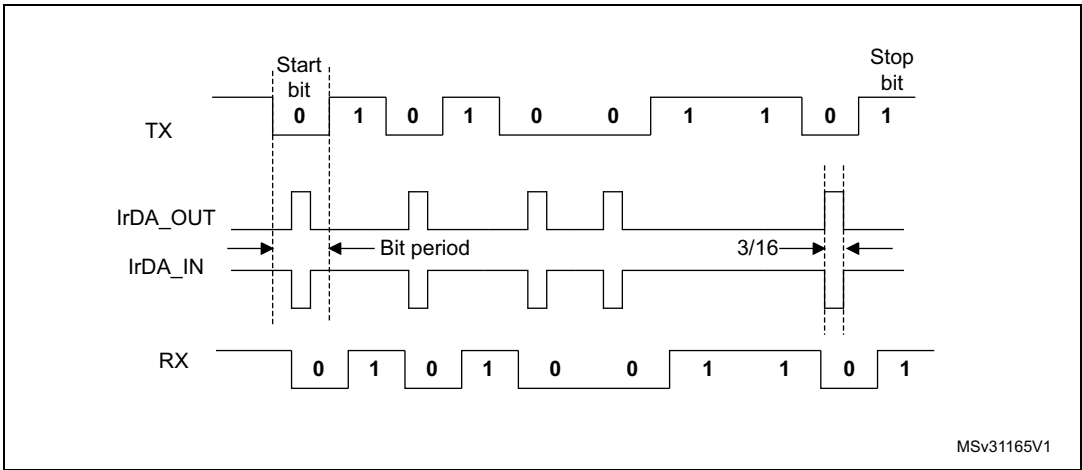 Start bit
Stop bit
TX
0 1 0 1 0 0 1 1 0 1
IrDA_OUT
Bit period
3/16
IrDA_IN
RX
0 1 0 1 0 0 1 1 0 1
MSv31165V1